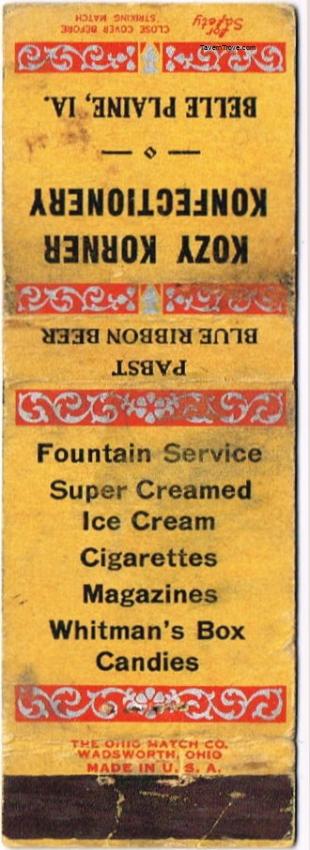 For
Safety
CLOSE COVER BEFORE
STRIKING MATCH
TavernTrove.com
PABST
BLUE RIBBON BEER
KOZY KORNER
KONFECTIONERY
BELLE PLAINE, IA.
Fountain Service
Super Creamed
Ice Cream
Cigarettes
Magazines
Whitman's Box
Candies
THE OHIO MATCH CO.
WADSWORTH, OHIO
MADE IN U. S. A.